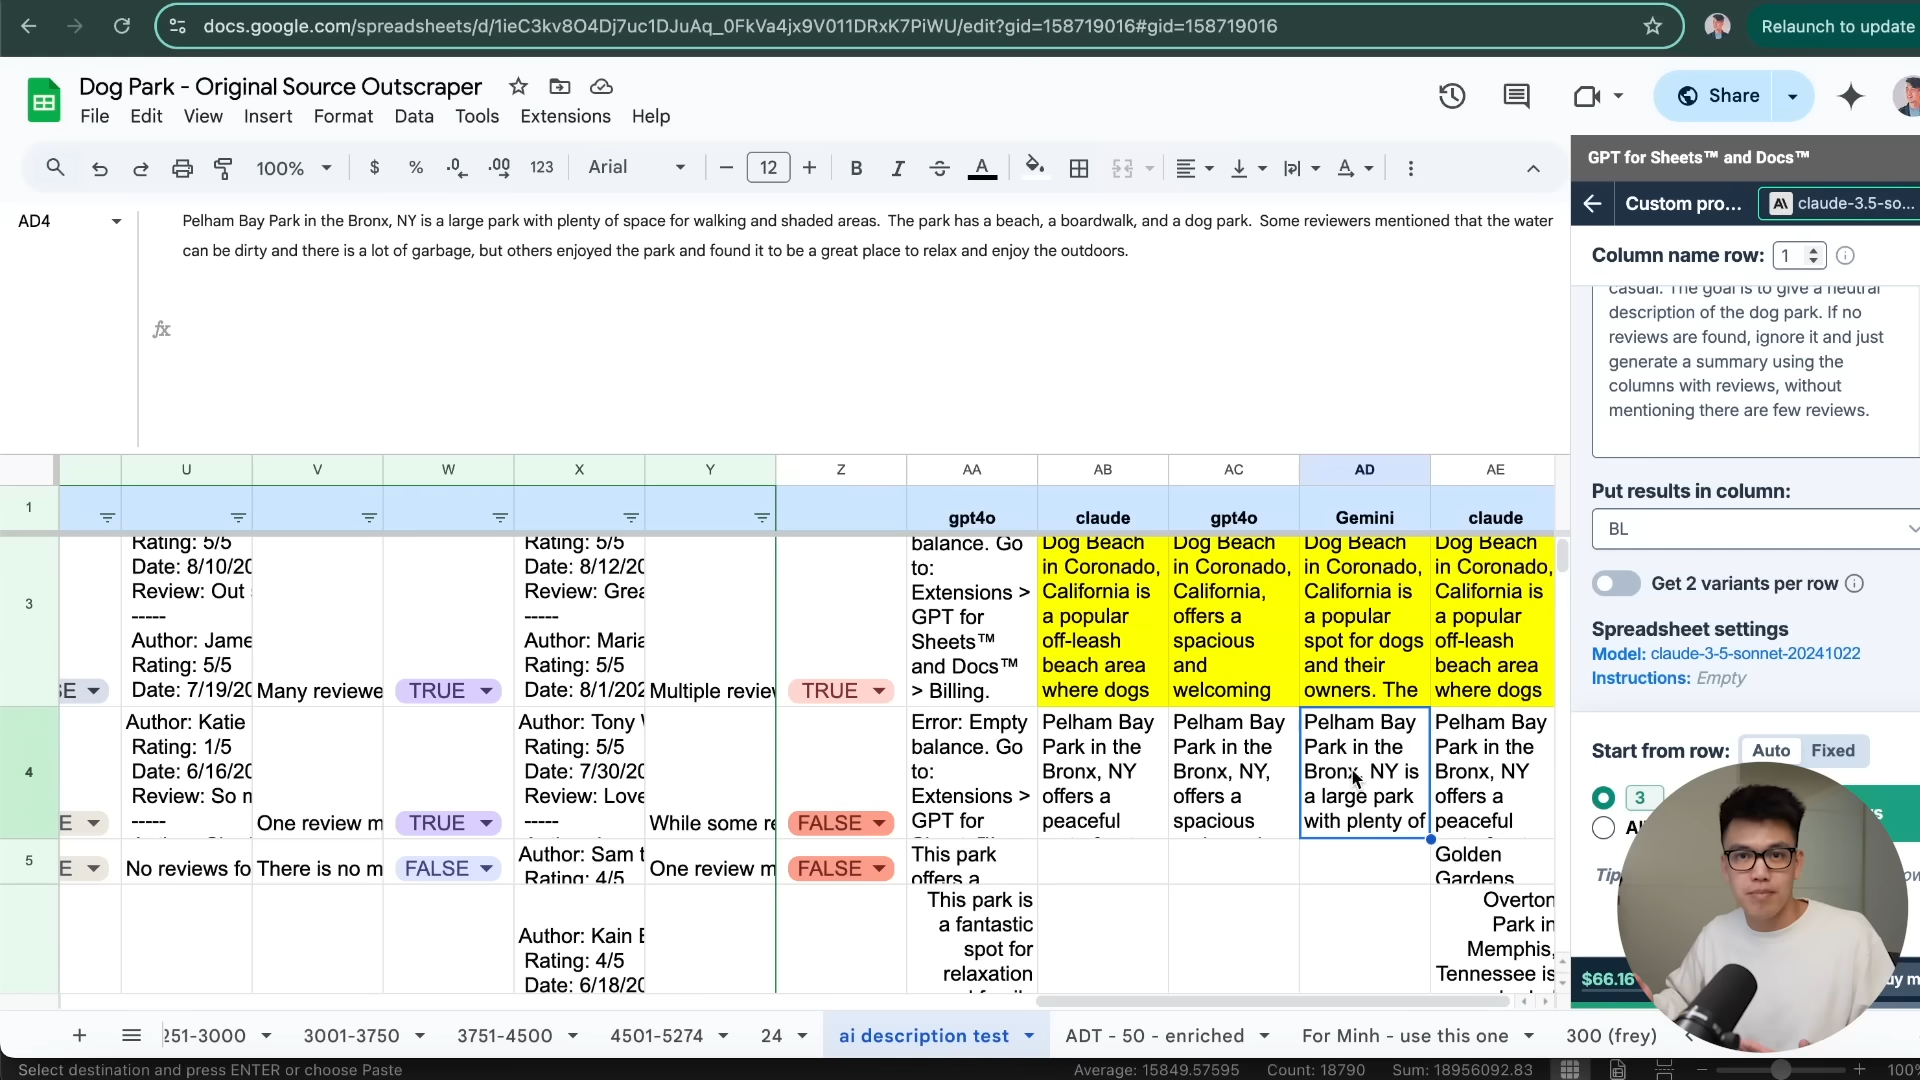 docs.google.com/spreadsheets/d/1ieC3kv8O4Dj7uc1DJuAq_0FkVa4jx9V011DRxK7PiWU/edit?gid=158719016#gid=158719016
Relaunch to update
Dog Park - Original Source Outscraper
File Edit View Insert Format Data Tools Extensions Help
Share
100% $ % .0 .00 123 Arial 12 B I S A
GPT for Sheets™ and Docs™
Custom pro... claude-3.5-so...
Column name row: 1
AD4
Pelham Bay Park in the Bronx, NY is a large park with plenty of space for walking and shaded areas. The park has a beach, a boardwalk, and a dog park. Some reviewers mentioned that the water
can be dirty and there is a lot of garbage, but others enjoyed the park and found it to be a great place to relax and enjoy the outdoors.
fx
casual. The goal is to give a neutral
description of the dog park. If no
reviews are found, ignore it and just
generate a summary using the
columns with reviews, without
mentioning there are few reviews.
Put results in column:
BL
Get 2 variants per row
Spreadsheet settings
Model: claude-3-5-sonnet-20241022
Instructions: Empty
Start from row: Auto Fixed
3
Tip
$66.16
U V W X Y Z AA AB AC AD AE
1 gpt4o claude gpt4o Gemini claude
3
Rating: 5/5
Date: 8/10/20
Review: Out
-----
Author: Jame
Rating: 5/5
Date: 7/19/20
Many reviewe
TRUE
Rating: 5/5
Date: 8/12/20
Review: Grea
-----
Author: Maria
Rating: 5/5
Date: 8/1/202
Multiple review
TRUE
balance. Go
to:
Extensions >
GPT for
Sheets™
and Docs™
> Billing.
Dog Beach
in Coronado,
California is
a popular
off-leash
beach area
where dogs
Dog Beach
in Coronado,
California,
offers a
spacious
and
welcoming
Dog Beach
in Coronado,
California is
a popular
spot for dogs
and their
owners. The
Dog Beach
in Coronado,
California is
a popular
off-leash
beach area
where dogs
4
Author: Katie
Rating: 1/5
Date: 6/16/20
Review: So n
-----
One review m
TRUE
Author: Tony
Rating: 5/5
Date: 7/30/20
Review: Love
-----
While some re
FALSE
Error: Empty
balance. Go
to:
Extensions >
GPT for
Pelham Bay
Park in the
Bronx, NY
offers a
peaceful
Pelham Bay
Park in the
Bronx, NY,
offers a
spacious
Pelham Bay
Park in the
Bronx, NY is
a large park
with plenty of
Pelham Bay
Park in the
Bronx, NY
offers a
peaceful
5
No reviews fo
There is no m
FALSE
Author: Sam t
Rating: 4/5
One review m
FALSE
This park
offers a
Golden
Gardens
Author: Kain
Rating: 4/5
Date: 6/18/20
This park is
a fantastic
spot for
relaxation
Overton
Park in
Memphis,
Tennessee is
251-3000 3001-3750 3751-4500 4501-5274 24 ai description test ADT - 50 - enriched For Minh - use this one 300 (frey)
Select destination and press ENTER or choose Paste
Average: 15849.57595 Count: 18790 Sum: 18956092.83